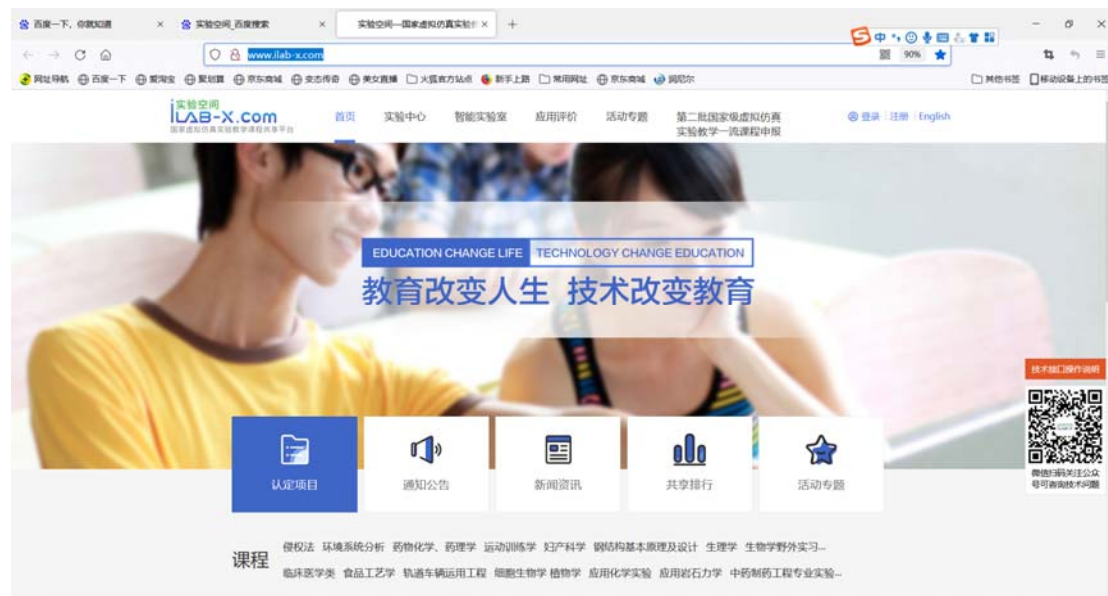 百度一下，你就知道
实验空间_百度搜索
实验空间—国家虚拟仿真实验
中
www.ilab-x.com
90%
网址导航 百度一下 爱淘宝 聚划算 京东商城 变态传奇 美女直播 火狐官方站点 新手上路 常用网址 京东商城 润尼尔 其他书签 移动设备上的书签
实验空间
iLAB-X.Com
国家虚拟仿真实验教学课程共享平台
首页 实验中心 智能实验室 应用评价 活动专题 第二批国家级虚拟仿真
实验教学一流课程申报
登录 注册 English
EDUCATION CHANGE LIFE TECHNOLOGY CHANGE EDUCATION
教育改变人生 技术改变教育
技术接口操作说明
微信扫码关注公众
号可咨询技术问题
认定项目 通知公告 新闻资讯 共享排行 活动专题
课程
侵权法 环境系统分析 药物化学、药理学 运动训练学 妇产科学 钢结构基本原理及设计 生理学 生物学野外实习...
临床医学类 食品工艺学 轨道车辆运用工程 细胞生物学 植物学 应用化学实验 应用岩石力学 中药制药工程专业实验...